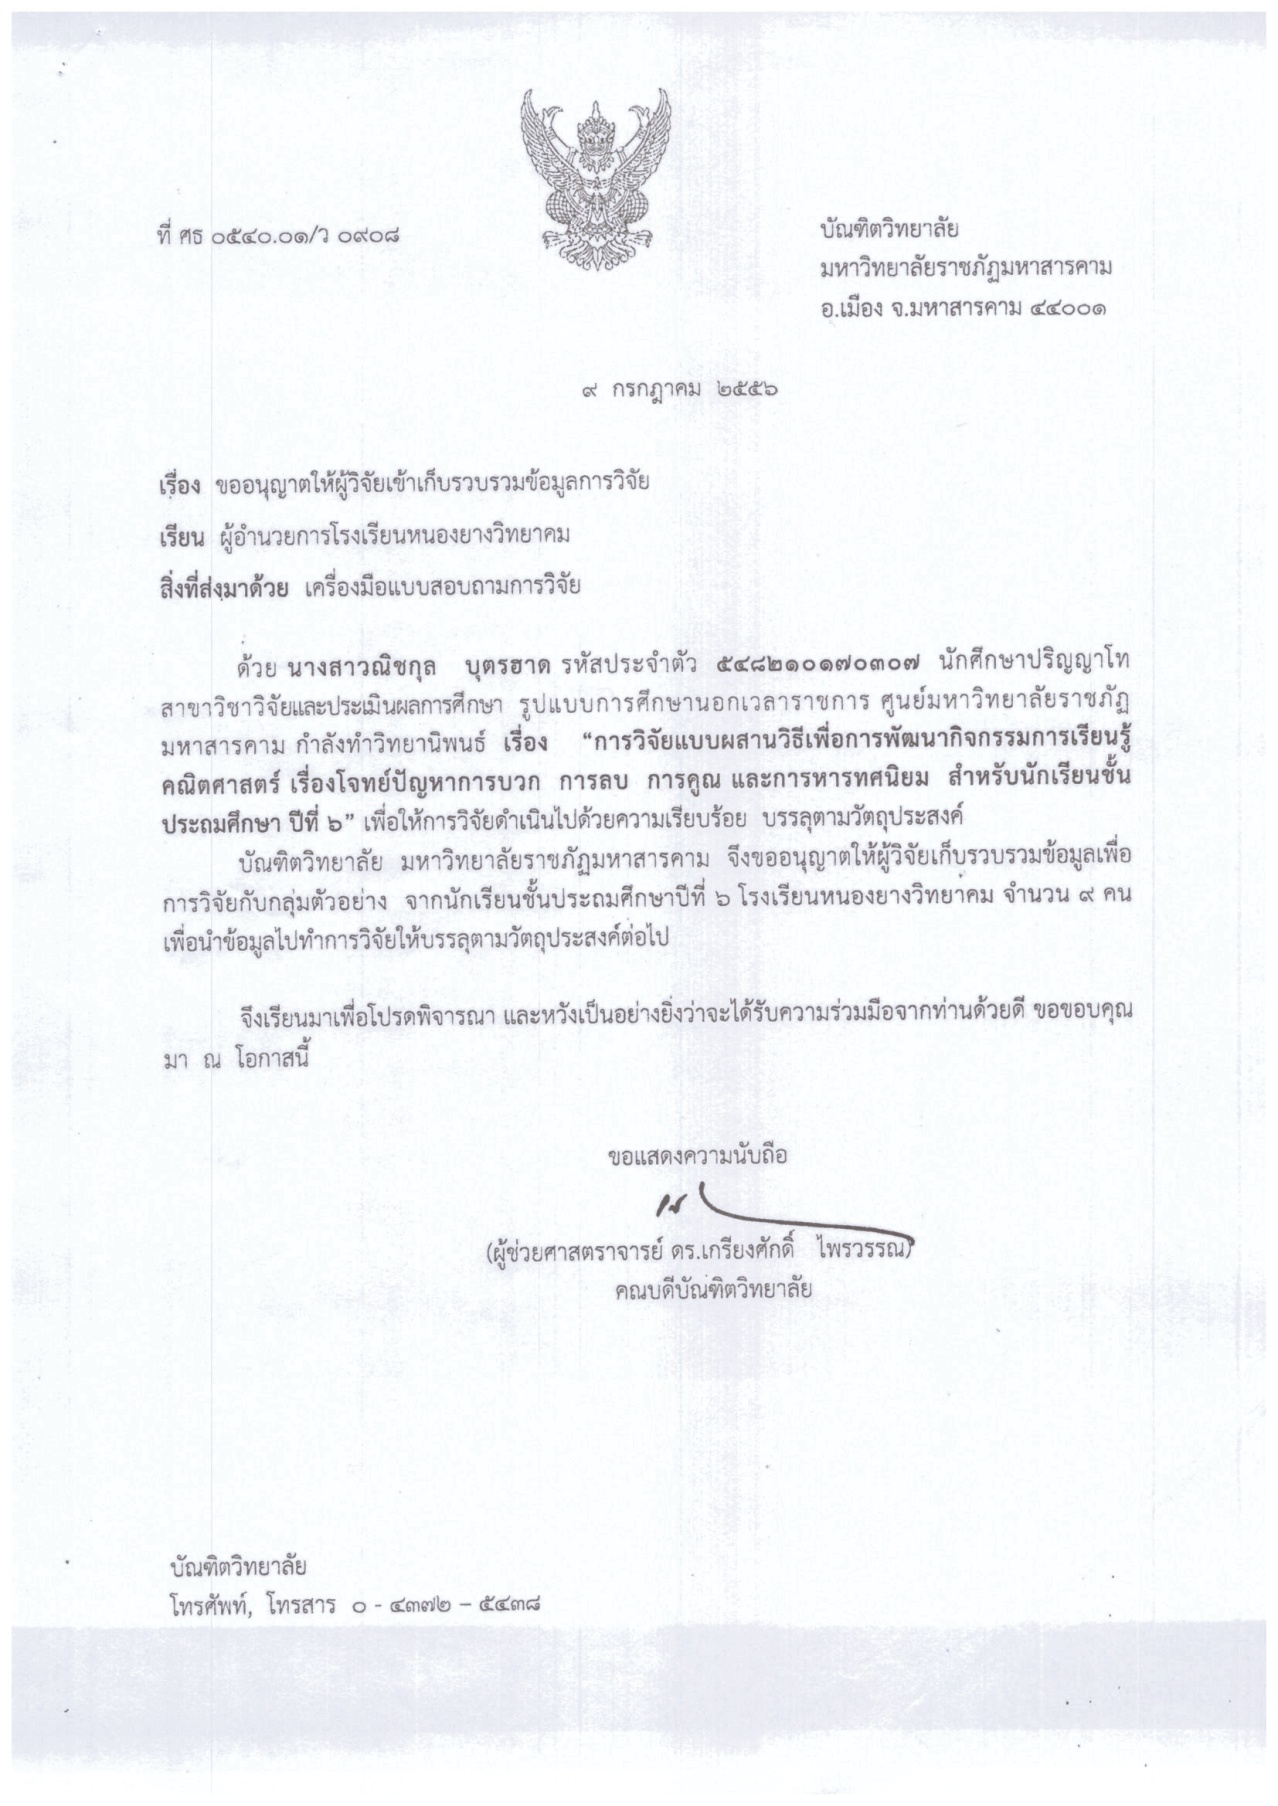 ที่ ศธ ๐๕๔๐.๐๑/ว ๐๙๐๘
บัณฑิตวิทยาลัย
มหาวิทยาลัยราชภัฏมหาสารคาม
อ.เมือง จ.มหาสารคาม ๔๔๐๐๑
๙ กรกฎาคม ๒๕๕๖
เรื่อง ขออนุญาตให้ผู้วิจัยเข้าเก็บรวบรวมข้อมูลการวิจัย
เรียน ผู้อำนวยการโรงเรียนหนองยางวิทยาคม
สิ่งที่ส่งมาด้วย เครื่องมือแบบสอบถามการวิจัย
ด้วย นางสาวณิชกุล บุตรฮาด รหัสประจำตัว ๕๔๘๒๑๐๑๗๐๓๐๗ นักศึกษาปริญญาโท
สาขาวิชาวิจัยและประเมินผลการศึกษา รูปแบบการศึกษานอกเวลาราชการ ศูนย์มหาวิทยาลัยราชภัฏ
มหาสารคาม กำลังทำวิทยานิพนธ์ เรื่อง “การวิจัยแบบผสานวิธีเพื่อการพัฒนากิจกรรมการเรียนรู้
คณิตศาสตร์ เรื่องโจทย์ปัญหาการบวก การลบ การคูณ และการหารทศนิยม สำหรับนักเรียนชั้น
ประถมศึกษา ปีที่ ๖” เพื่อให้การวิจัยดำเนินไปด้วยความเรียบร้อย บรรลุตามวัตถุประสงค์
บัณฑิตวิทยาลัย มหาวิทยาลัยราชภัฏมหาสารคาม จึงขออนุญาตให้ผู้วิจัยเก็บรวบรวมข้อมูลเพื่อ
การวิจัยกับกลุ่มตัวอย่าง จากนักเรียนชั้นประถมศึกษาปีที่ ๖ โรงเรียนหนองยางวิทยาคม จำนวน ๙ คน
เพื่อนำข้อมูลไปทำการวิจัยให้บรรลุตามวัตถุประสงค์ต่อไป
จึงเรียนมาเพื่อโปรดพิจารณา และหวังเป็นอย่างยิ่งว่าจะได้รับความร่วมมือจากท่านด้วยดี ขอขอบคุณ
มา ณ โอกาสนี้
ขอแสดงความนับถือ
(ผู้ช่วยศาสตราจารย์ ดร.เกรียงศักดิ์ ไพรวรรณ)
คณบดีบัณฑิตวิทยาลัย
บัณฑิตวิทยาลัย
โทรศัพท์, โทรสาร ๐ - ๔๓๗๒ – ๕๔๓๘